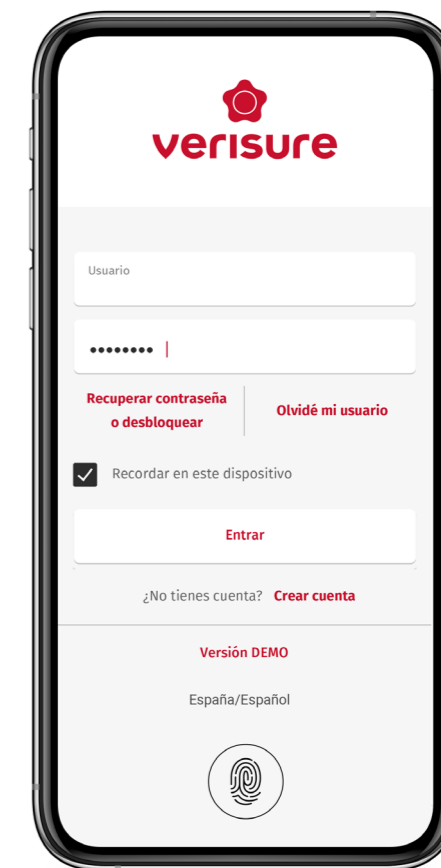 verisure
Usuario
••••••••
Recuperar contraseña
o desbloquear
Olvidé mi usuario
Recordar en este dispositivo
Entrar
¿No tienes cuenta? Crear cuenta
Versión DEMO
España/Español